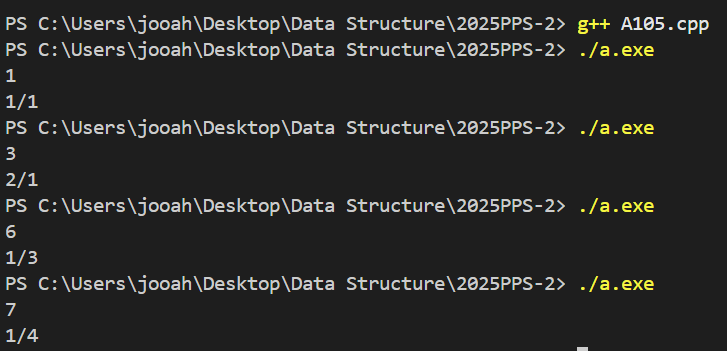 PS C:\Users\jooah\Desktop\Data Structure\2025PPS-2> g++ A105.cpp
PS C:\Users\jooah\Desktop\Data Structure\2025PPS-2> ./a.exe
1
1/1
PS C:\Users\jooah\Desktop\Data Structure\2025PPS-2> ./a.exe
3
2/1
PS C:\Users\jooah\Desktop\Data Structure\2025PPS-2> ./a.exe
6
1/3
PS C:\Users\jooah\Desktop\Data Structure\2025PPS-2> ./a.exe
7
1/4